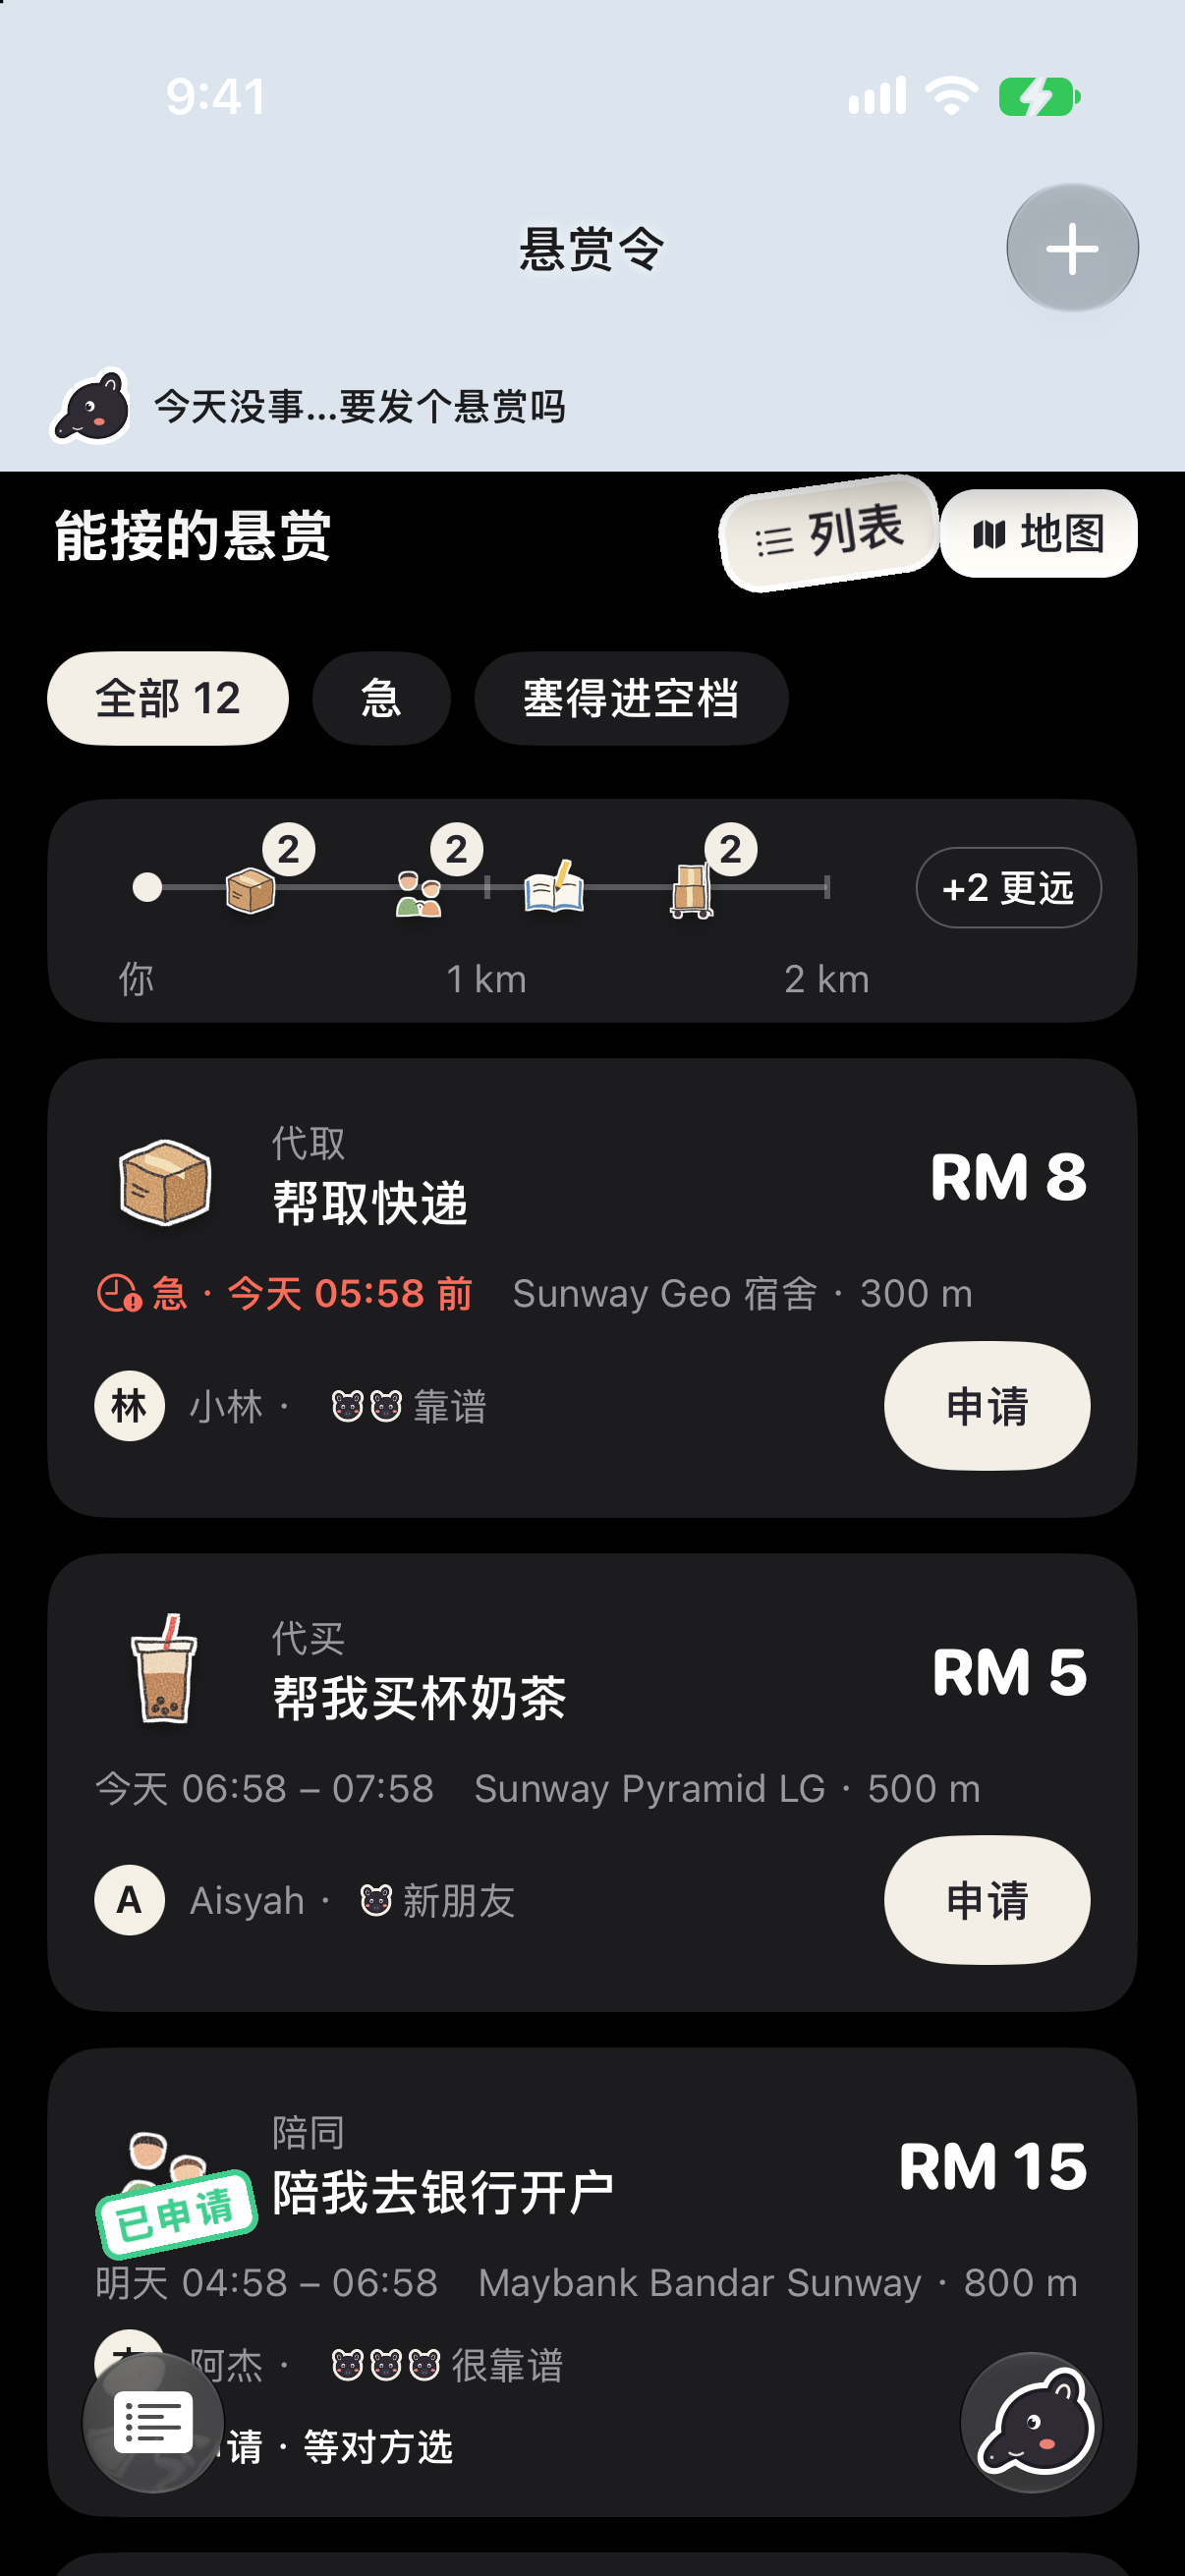 9:41
悬赏令
今天没事...要发个悬赏吗
能接的悬赏
列表
地图
全部 12
急
塞得进空档
2
2
2
+2 更远
你
1 km
2 km
代取
帮取快递
RM 8
急 · 今天 05:58 前
Sunway Geo 宿舍 · 300 m
林
小林 ·
靠谱
申请
代买
帮我买杯奶茶
RM 5
今天 06:58 – 07:58
Sunway Pyramid LG · 500 m
A
Aisyah ·
新朋友
申请
陪同
陪我去银行开户
RM 15
已申请
明天 04:58 – 06:58
Maybank Bandar Sunway · 800 m
阿杰 ·
很靠谱
请 · 等对方选